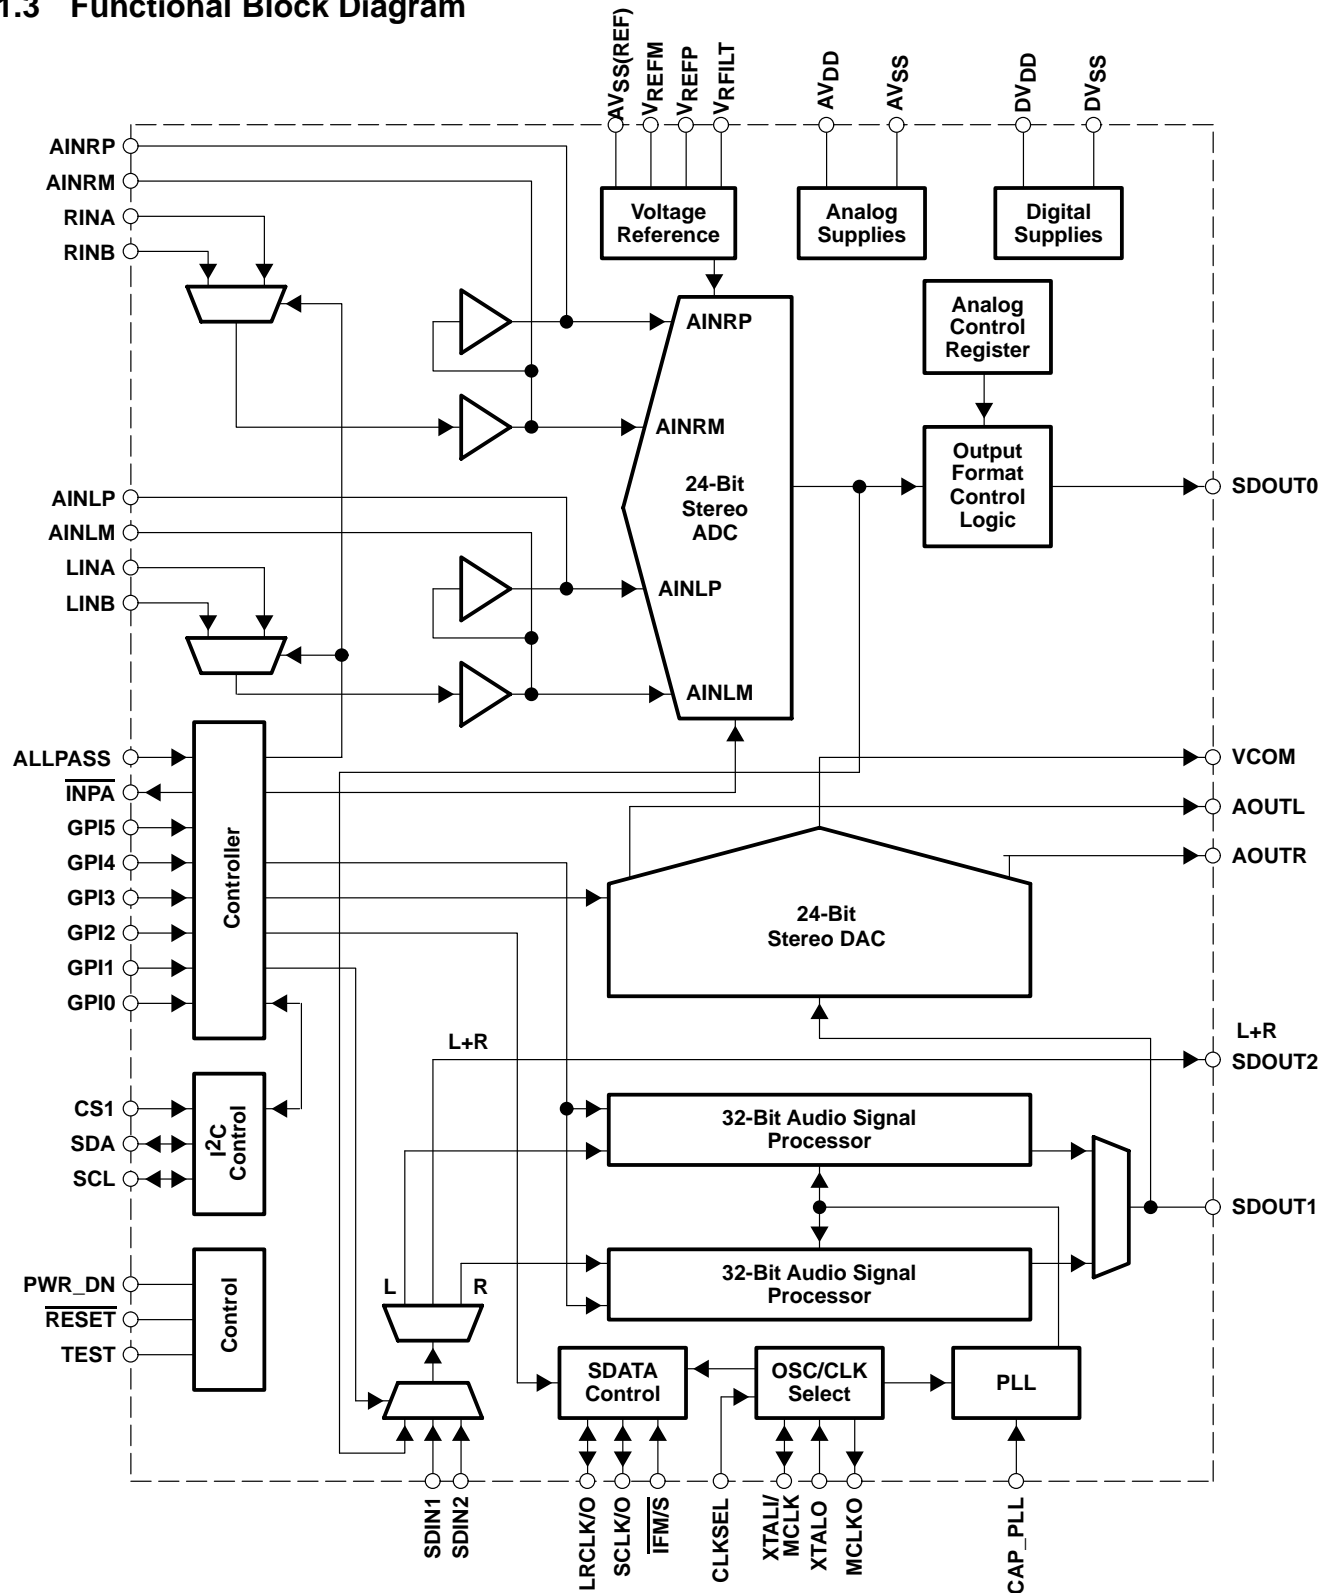 1.3 Functional Block Diagram
AVSS(REF)
VREFM
VREFP
VRFILT
AVDD
AVSS
DVDD
DVSS
AINRP
AINRM
RINA
RINB
Voltage
Reference
Analog
Supplies
Digital
Supplies
Analog
Control
Register
AINRP
AINRM
24-Bit
Stereo
ADC
AINLP
AINLM
Output
Format
Control
Logic
SDOUT0
AINLP
AINLM
LINA
LINB
ALLPASS
INPA
GPI5
GPI4
GPI3
GPI2
GPI1
GPI0
Controller
VCOM
AOUTL
AOUTR
24-Bit
Stereo DAC
L+R
L+R
SDOUT2
CS1
SDA
SCL
I2C
Control
32-Bit Audio Signal
Processor
SDOUT1
PWR_DN
RESET
TEST
Control
L
R
32-Bit Audio Signal
Processor
SDATA
Control
OSC/CLK
Select
PLL
SDIN1
SDIN2
LRCLK/O
SCLK/O
IFM/S
CLKSEL
XTALI/
MCLK
XTALO
MCLKO
CAP_PLL